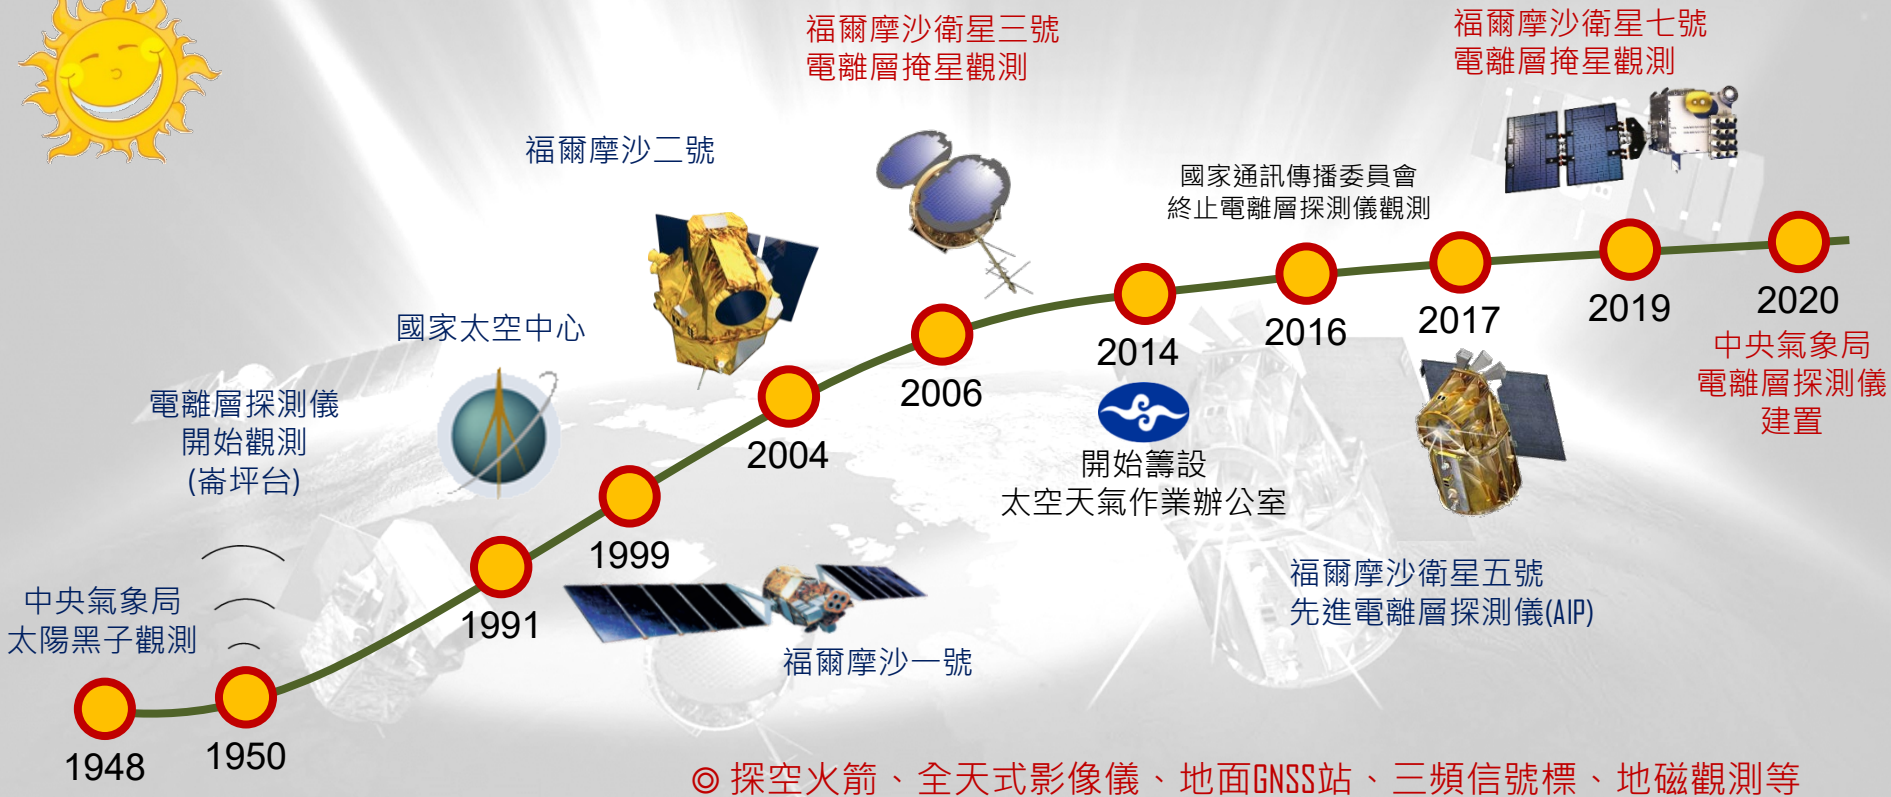 福爾摩沙衛星三號
電離層掩星觀測
福爾摩沙衛星七號
電離層掩星觀測
福爾摩沙二號
國家通訊傳播委員會
終止電離層探測儀觀測
國家太空中心
電離層探測儀
開始觀測
(崙坪台)
中央氣象局
太陽黑子觀測
1948
1950
1991
1999
福爾摩沙一號
2004
2006
2014
開始籌設
太空天氣作業辦公室
2016
2017
福爾摩沙衛星五號
先進電離層探測儀(AIP)
2019
2020
中央氣象局
電離層探測儀
建置
◎ 探空火箭、全天式影像儀、地面GNSS站、三頻信號標、地磁觀測等